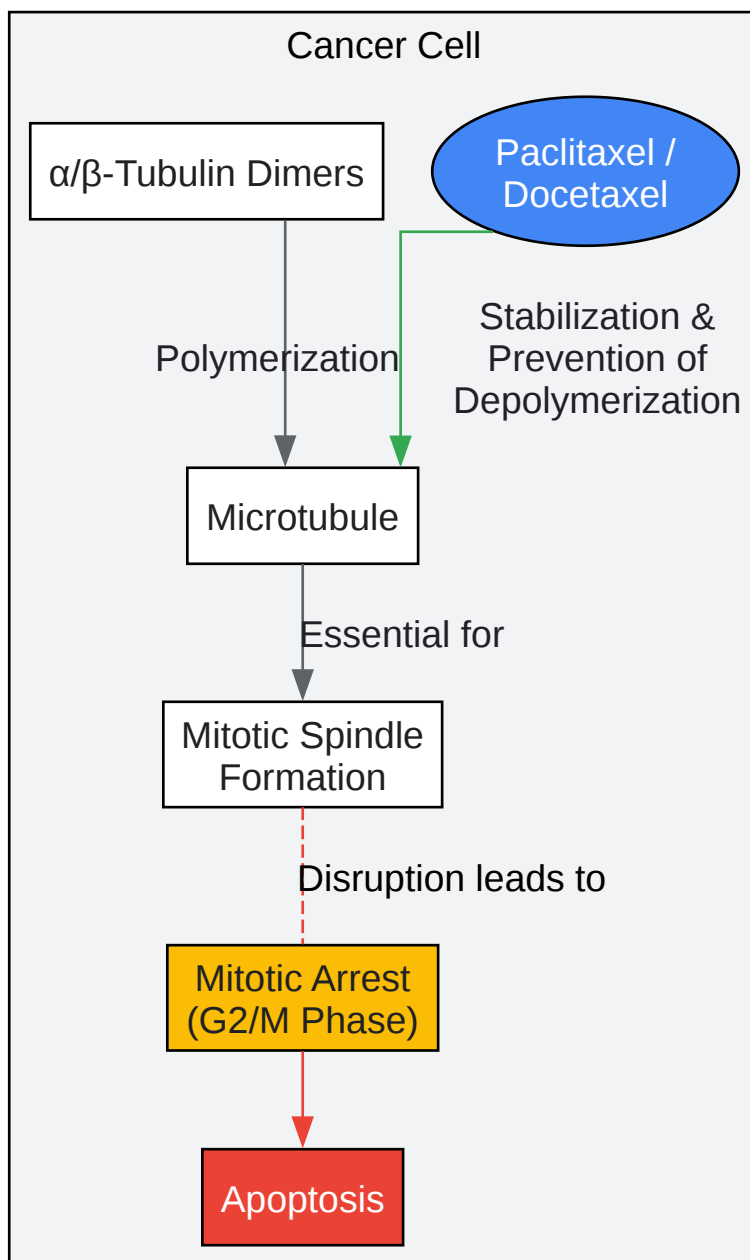 Cancer Cell
α/β-Tubulin Dimers
Paclitaxel /
Docetaxel
Polymerization
Stabilization &
Prevention of
Depolymerization
Microtubule
Essential for
Mitotic Spindle
Formation
Disruption leads to
Mitotic Arrest
(G2/M Phase)
Apoptosis